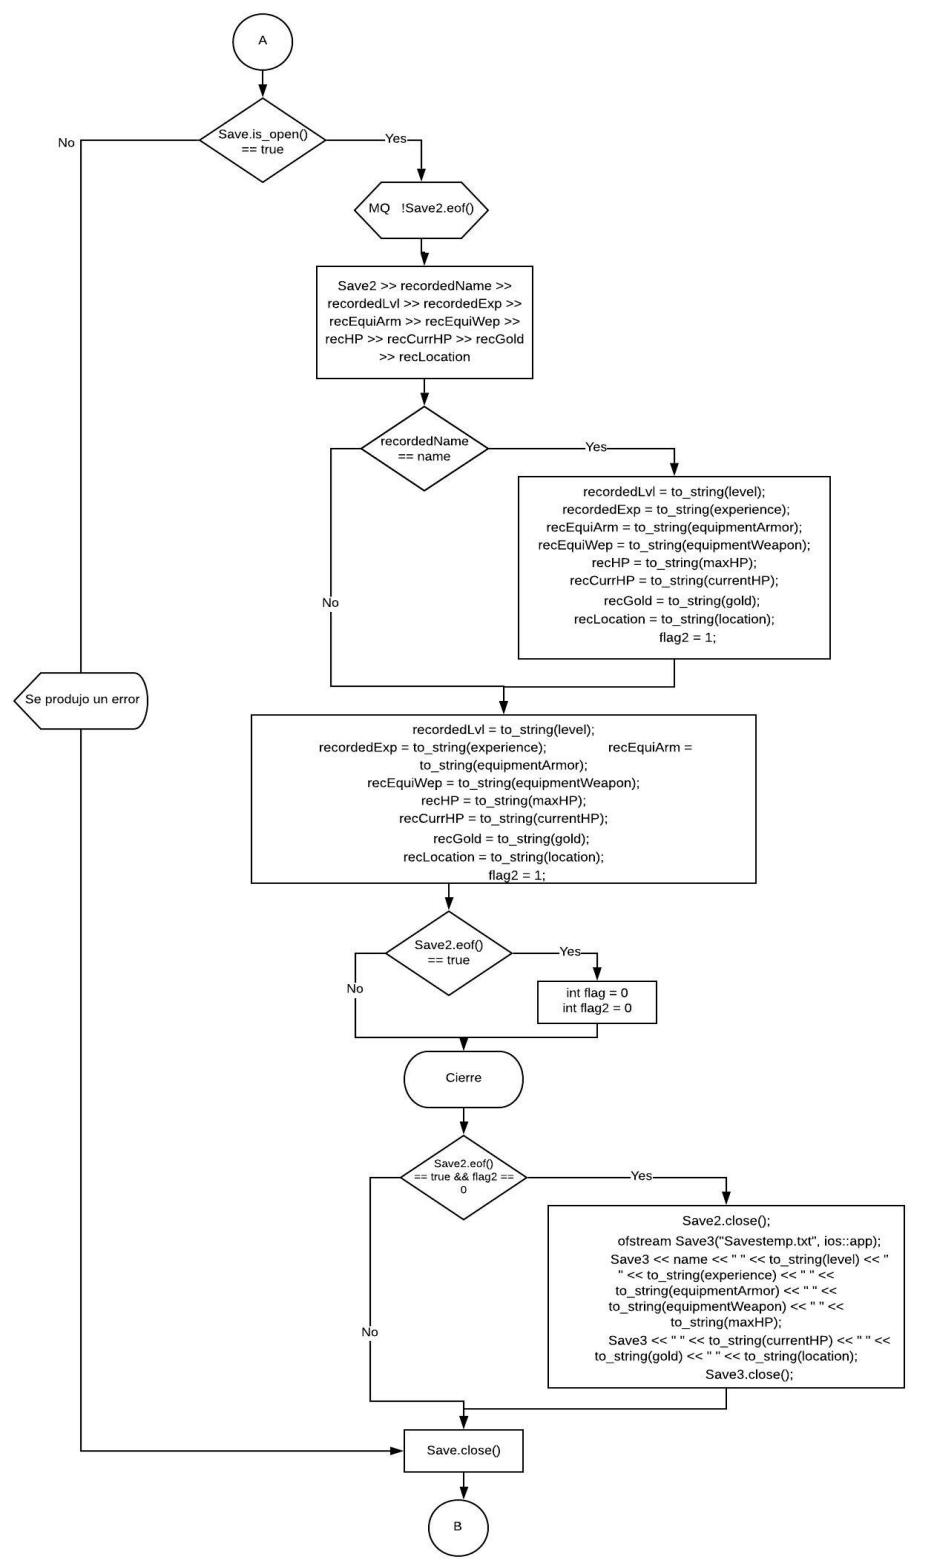 A
Save.is_open()
== true
No
Yes
MQ !Save2.eof()
Save2 >> recordedName >>
recordedLvl >> recordedExp >>
recEquiArm >> recEquiWep >>
recHP >> recCurrHP >> recGold
>> recLocation
recordedName
== name
Yes
recordedLvl = to_string(level);
recordedExp = to_string(experience);
recEquiArm = to_string(equipmentArmor);
recEquiWep = to_string(equipmentWeapon);
recHP = to_string(maxHP);
recCurrHP = to_string(currentHP);
recGold = to_string(gold);
recLocation = to_string(location);
flag2 = 1;
No
Se produjo un error
recordedLvl = to_string(level);
recordedExp = to_string(experience); recEquiArm =
to_string(equipmentArmor);
recEquiWep = to_string(equipmentWeapon);
recHP = to_string(maxHP);
recCurrHP = to_string(currentHP);
recGold = to_string(gold);
recLocation = to_string(location);
flag2 = 1;
Save2.eof()
== true
Yes
No
int flag = 0
int flag2 = 0
Cierre
Save2.eof()
== true && flag2 ==
0
Yes
Save2.close();
ofstream Save3("Savestemp.txt", ios::app);
Save3 << name << " " << to_string(level) << "
" << to_string(experience) << " " <<
to_string(equipmentArmor) << " " <<
to_string(equipmentWeapon) << " " <<
to_string(maxHP);
Save3 << " " << to_string(currentHP) << " " <<
to_string(gold) << " " << to_string(location);
Save3.close();
No
Save.close()
B